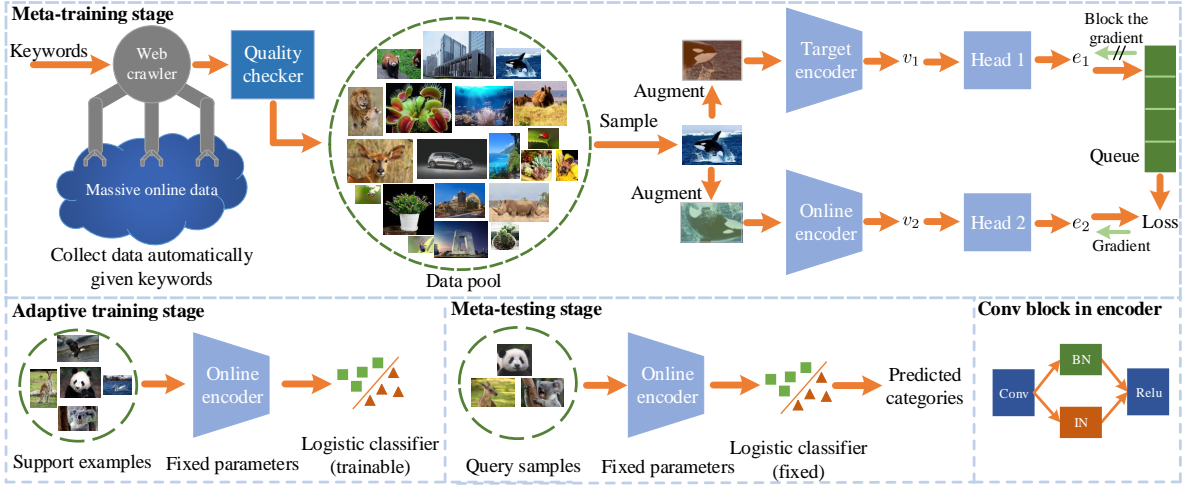 Meta-training stage
Keywords
Web
crawler
Quality
checker
Massive online data
Collect data automatically
given keywords
Data pool
Sample
Augment
Augment
Target
encoder
v1
Head 1
e1
Block the
gradient
Queue
Online
encoder
v2
Head 2
e2
Gradient
Loss
Adaptive training stage
Online
encoder
Support examples
Fixed parameters
Logistic classifier
(trainable)
Meta-testing stage
Online
encoder
Predicted
categories
Query samples
Fixed parameters
Logistic classifier
(fixed)
Conv block in encoder
Conv
BN
IN
Relu